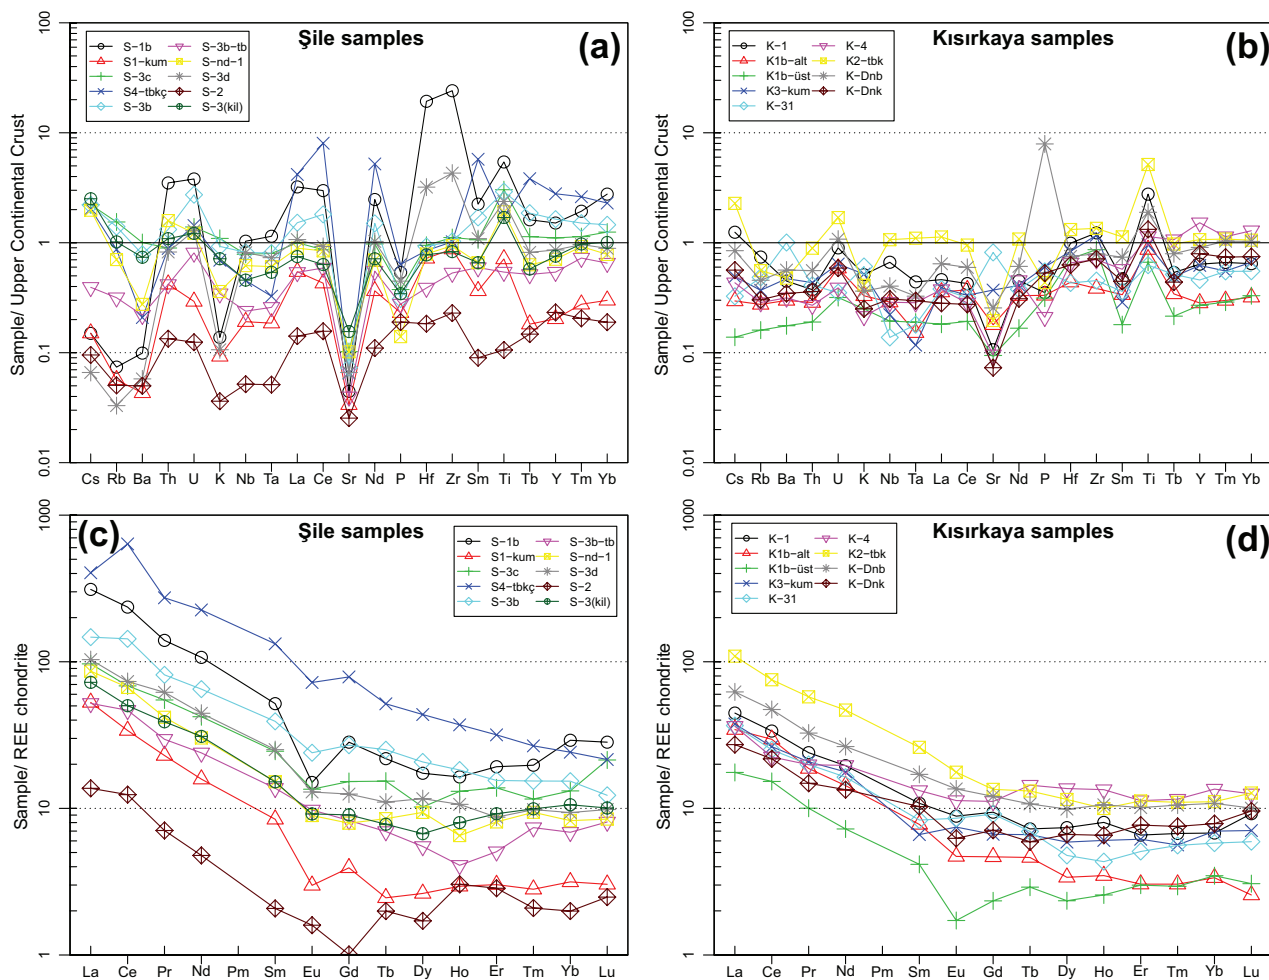 Şile samples
(a)
S-1b
S1-kum
S-3c
S4-tbkç
S-3b
S-3b-tb
S-nd-1
S-3d
S-2
S-3(kil)
Sample/ Upper Continental Crust
100
10
1
0.1
0.01
Cs Rb Ba Th U K Nb Ta La Ce Sr Nd P Hf Zr Sm Ti Tb Y Tm Yb
Kısırkaya samples
(b)
K-1
K1b-alt
K1b-üst
K3-kum
K-31
K-4
K2-tbk
K-Dnb
K-Dnk
Sample/ Upper Continental Crust
100
10
1
0.1
0.01
Cs Rb Ba Th U K Nb Ta La Ce Sr Nd P Hf Zr Sm Ti Tb Y Tm Yb
(c)
Şile samples
S-1b
S1-kum
S-3c
S4-tbkç
S-3b
S-3b-tb
S-nd-1
S-3d
S-2
S-3(kil)
Sample/ REE chondrite
1000
100
10
1
La Ce Pr Nd Pm Sm Eu Gd Tb Dy Ho Er Tm Yb Lu
Kısırkaya samples
(d)
K-1
K1b-alt
K1b-üst
K3-kum
K-31
K-4
K2-tbk
K-Dnb
K-Dnk
Sample/ REE chondrite
1000
100
10
1
La Ce Pr Nd Pm Sm Eu Gd Tb Dy Ho Er Tm Yb Lu